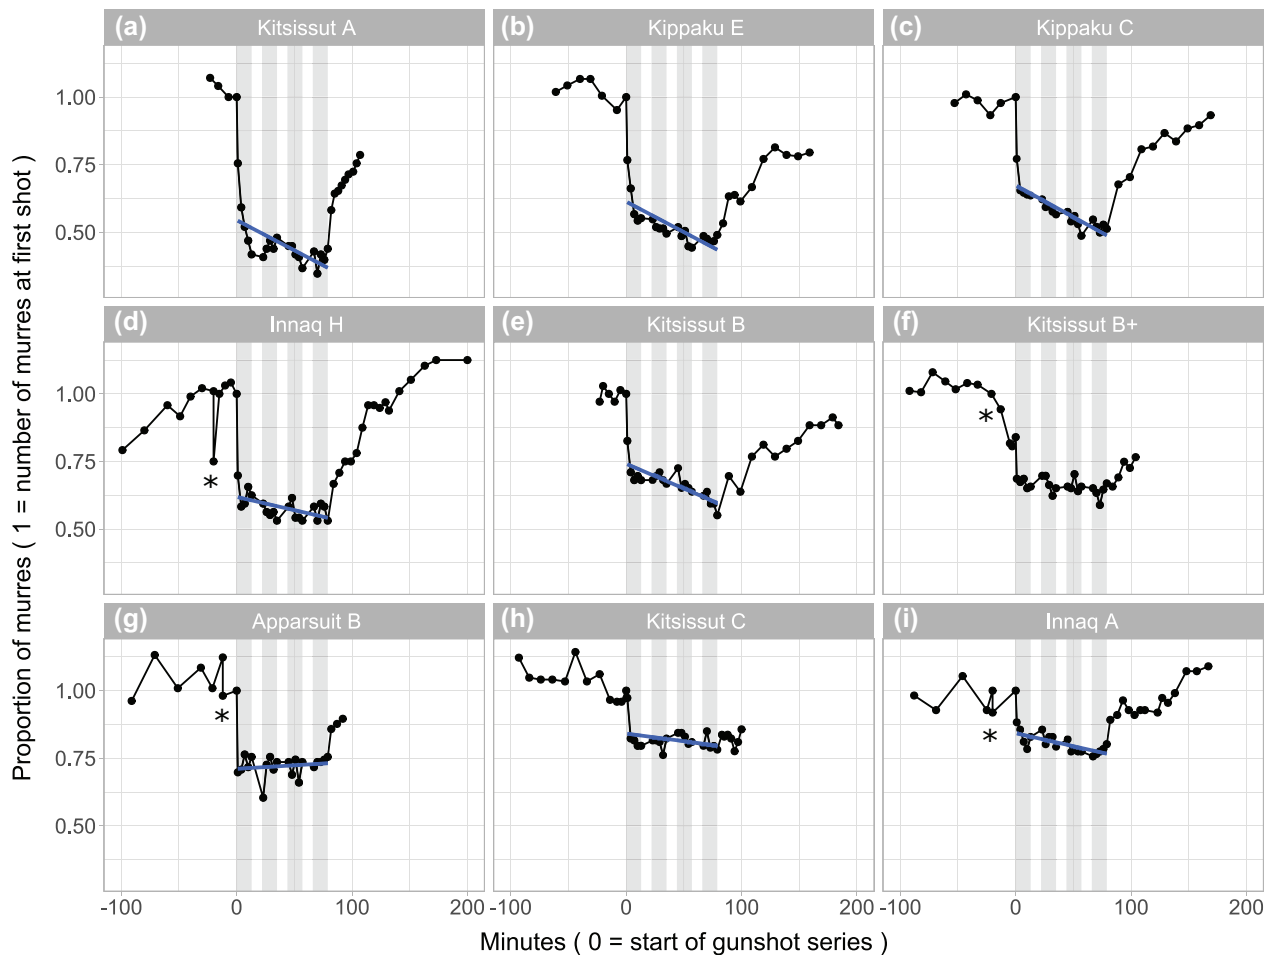 (a) Kitsissut A
(b) Kippaku E
(c) Kippaku C
1.00
0.75
0.50
(d) Innaq H
(e) Kitsissut B
(f) Kitsissut B+
1.00
0.75
0.50
*
*
(g) Apparsuit B
(h) Kitsissut C
(i) Innaq A
1.00
0.75
0.50
*
*
-100 0 100 200
-100 0 100 200
-100 0 100 200
Minutes ( 0 = start of gunshot series )
Proportion of murres ( 1 = number of murres at first shot )